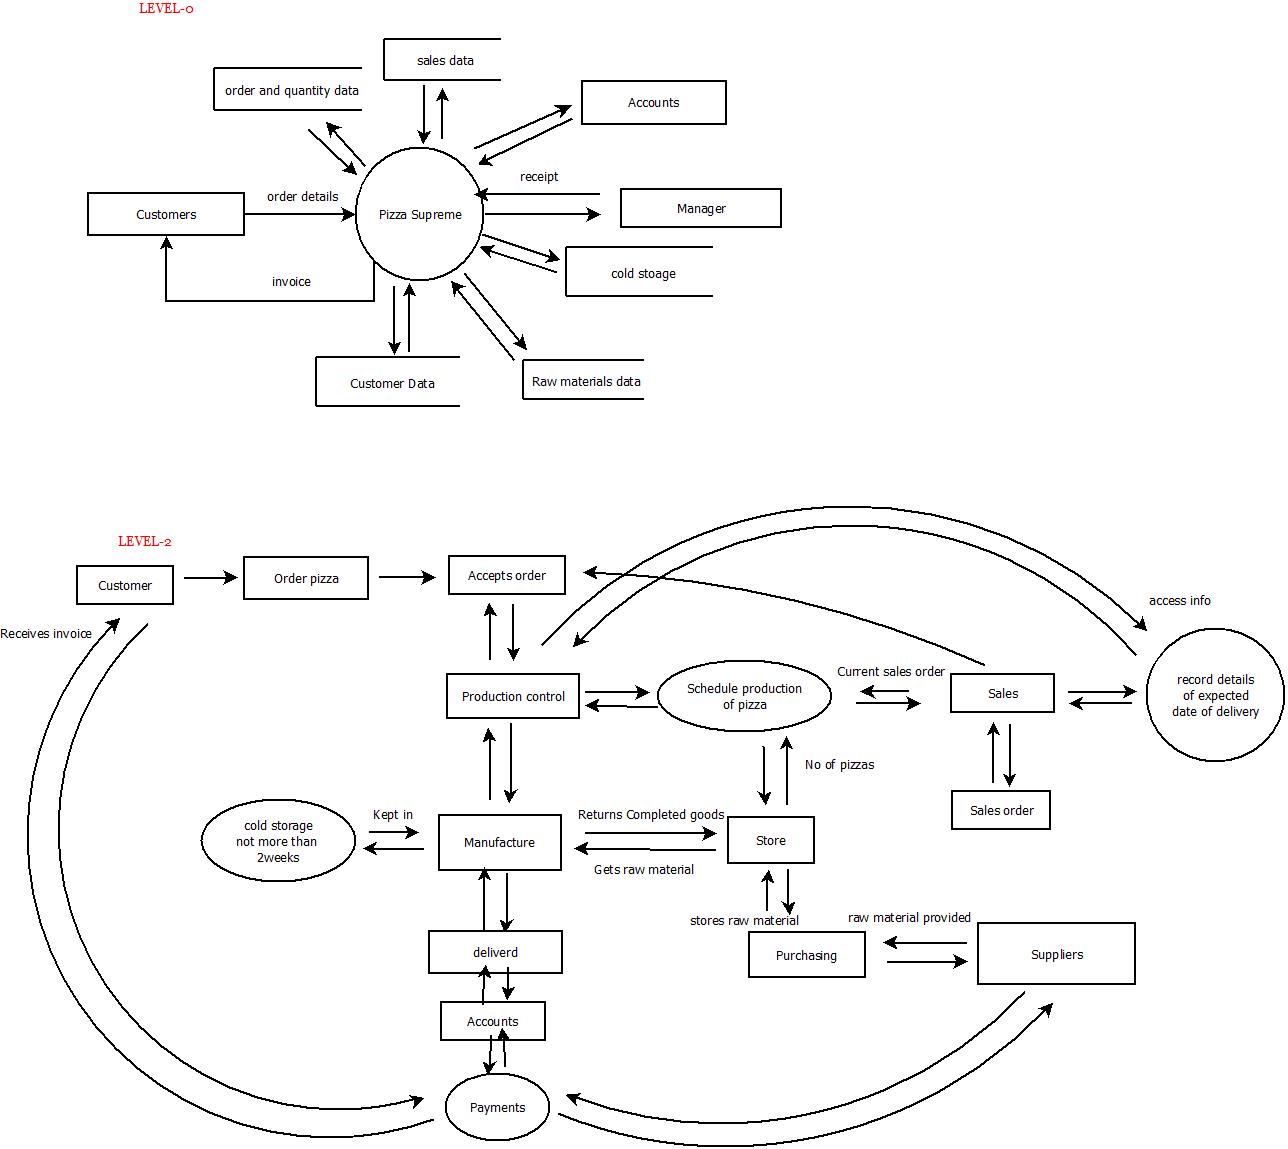 LEVEL-0
sales data
order and quantity data
Accounts
receipt
order details
Customers
Pizza Supreme
Manager
cold stoage
invoice
Customer Data
Raw materials data
LEVEL-2
Customer
Order pizza
Accepts order
access info
Receives invoice
Production control
Schedule production
of pizza
Current sales order
Sales
record details
of expected
date of delivery
No of pizzas
Sales order
cold storage
not more than
2weeks
Kept in
Manufacture
Returns Completed goods
Gets raw material
Store
stores raw material
raw material provided
deliverd
Purchasing
Suppliers
Accounts
Payments